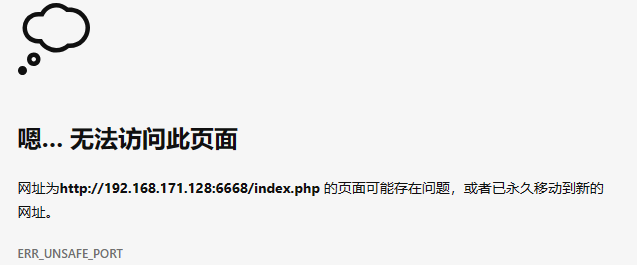 嗯… 无法访问此页面
网址为http://192.168.171.128:6668/index.php 的页面可能存在问题，或者已永久移动到新的
网址。
ERR_UNSAFE_PORT